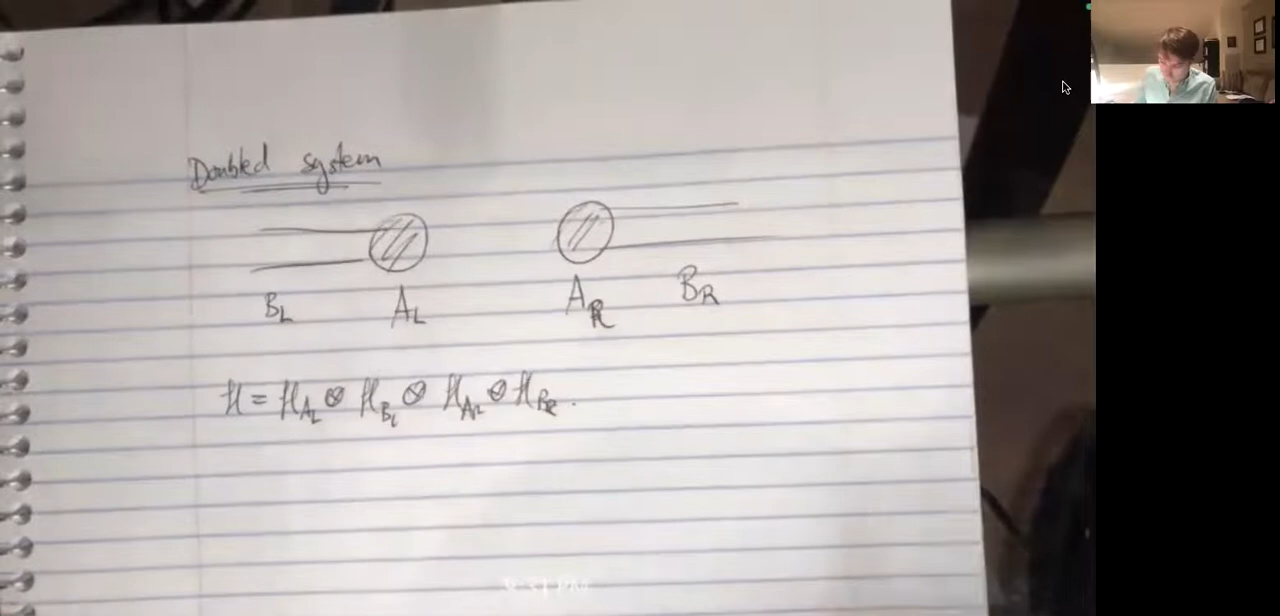 Doubled system
B_L A_L A_R B_R
ℋ = ℋ_{A_L} ⊗ ℋ_{B_L} ⊗ ℋ_{A_R} ⊗ ℋ_{B_R}.